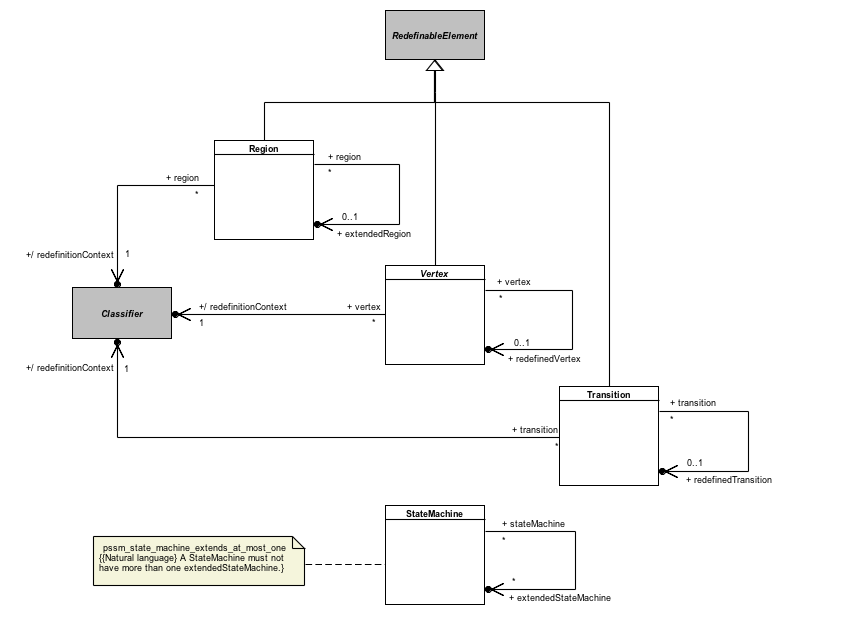 RedefinableElement
Region
+ region
*
+ region
*
0..1
+ extendedRegion
+/ redefinitionContext
1
Vertex
+ vertex
*
Classifier
+/ redefinitionContext
1
+ vertex
*
0..1
+ redefinedVertex
+/ redefinitionContext
1
Transition
+ transition
*
+ transition
*
0..1
+ redefinedTransition
StateMachine
+ stateMachine
*
pssm_state_machine_extends_at_most_one
{{Natural language} A StateMachine must not
have more than one extendedStateMachine.}
*
+ extendedStateMachine